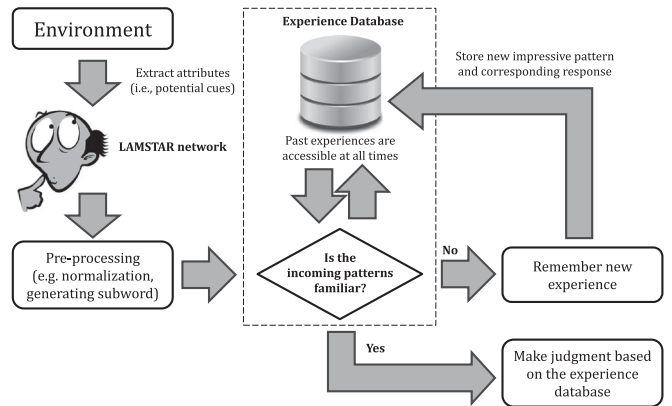 Environment
Extract attributes
(i.e., potential cues)
LAMSTAR network
Pre-processing
(e.g. normalization,
generating subword)
Experience Database
Past experiences are
accessible at all times
Is the
incoming patterns
familiar?
No
Remember new
experience
Store new impressive pattern
and corresponding response
Yes
Make judgment based
on the experience
database